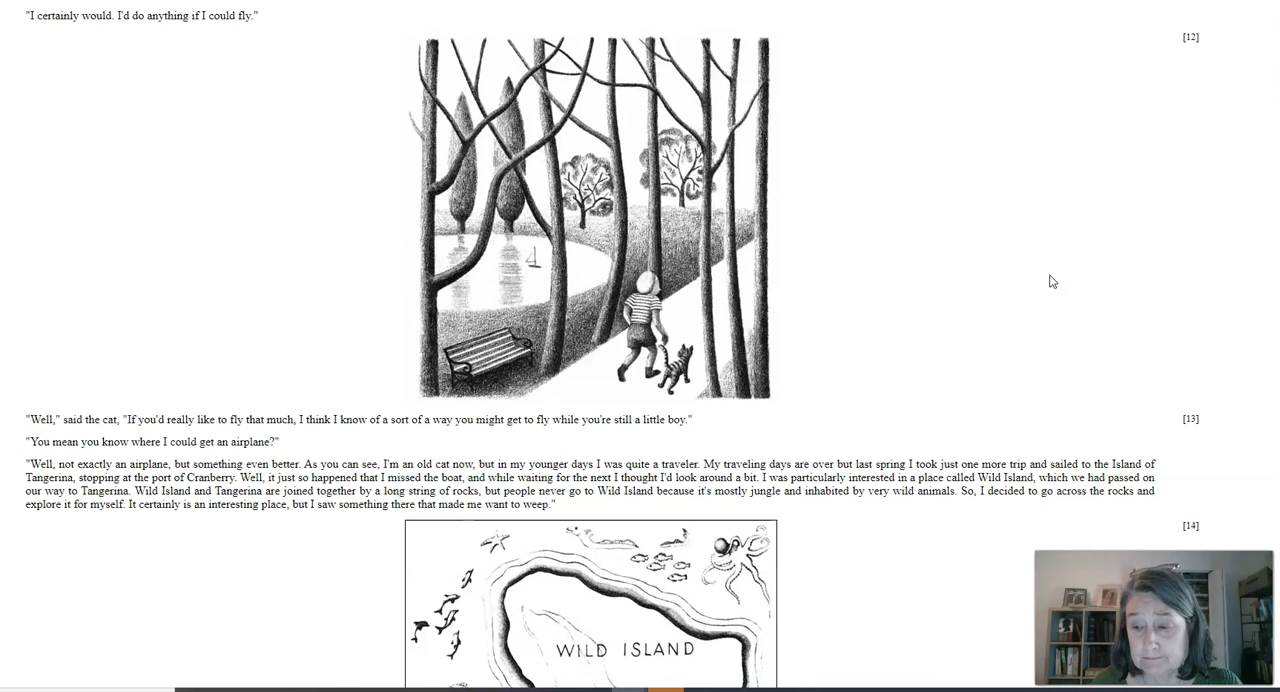 "I certainly would. I'd do anything if I could fly."
[12]
"Well," said the cat, "If you'd really like to fly that much, I think I know of a sort of a way you might get to fly while you're still a little boy."
[13]
"You mean you know where I could get an airplane?"
"Well, not exactly an airplane, but something even better. As you can see, I'm an old cat now, but in my younger days I was quite a traveler. My traveling days are over but last spring I took just one more trip and sailed to the Island of
Tangerina, stopping at the port of Cranberry. Well, it just so happened that I missed the boat, and while waiting for the next I thought I'd look around a bit. I was particularly interested in a place called Wild Island, which we had passed on
our way to Tangerina. Wild Island and Tangerina are joined together by a long string of rocks, but people never go to Wild Island because it's mostly jungle and inhabited by very wild animals. So, I decided to go across the rocks and
explore it for myself. It certainly is an interesting place, but I saw something there that made me want to weep."
[14]
WILD ISLAND